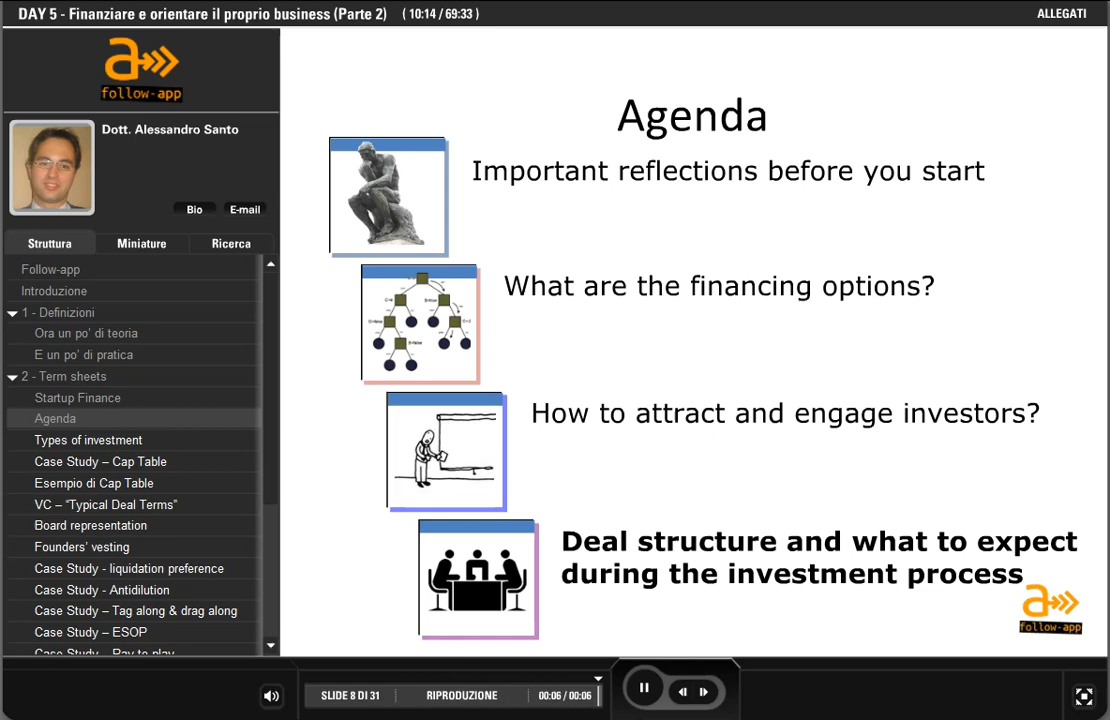 DAY 5 - Finanziare e orientare il proprio business (Parte 2) ( 10:14 / 69:33 )
ALLEGATI
a
follow-app
Dott. Alessandro Santo
Bio
E-mail
Struttura
Miniature
Ricerca
Follow-app
Introduzione
1 - Definizioni
Ora un po' di teoria
E un po' di pratica
2 - Term sheets
Startup Finance
Agenda
Types of investment
Case Study – Cap Table
Esempio di Cap Table
VC – “Typical Deal Terms”
Board representation
Founders’ vesting
Case Study - liquidation preference
Case Study - Antidilution
Case Study – Tag along & drag along
Case Study – ESOP
Case Study – Pay to play
Agenda
Important reflections before you start
What are the financing options?
How to attract and engage investors?
Deal structure and what to expect
during the investment process
a
follow-app
SLIDE 8 DI 31
RIPRODUZIONE
00:06 / 00:06